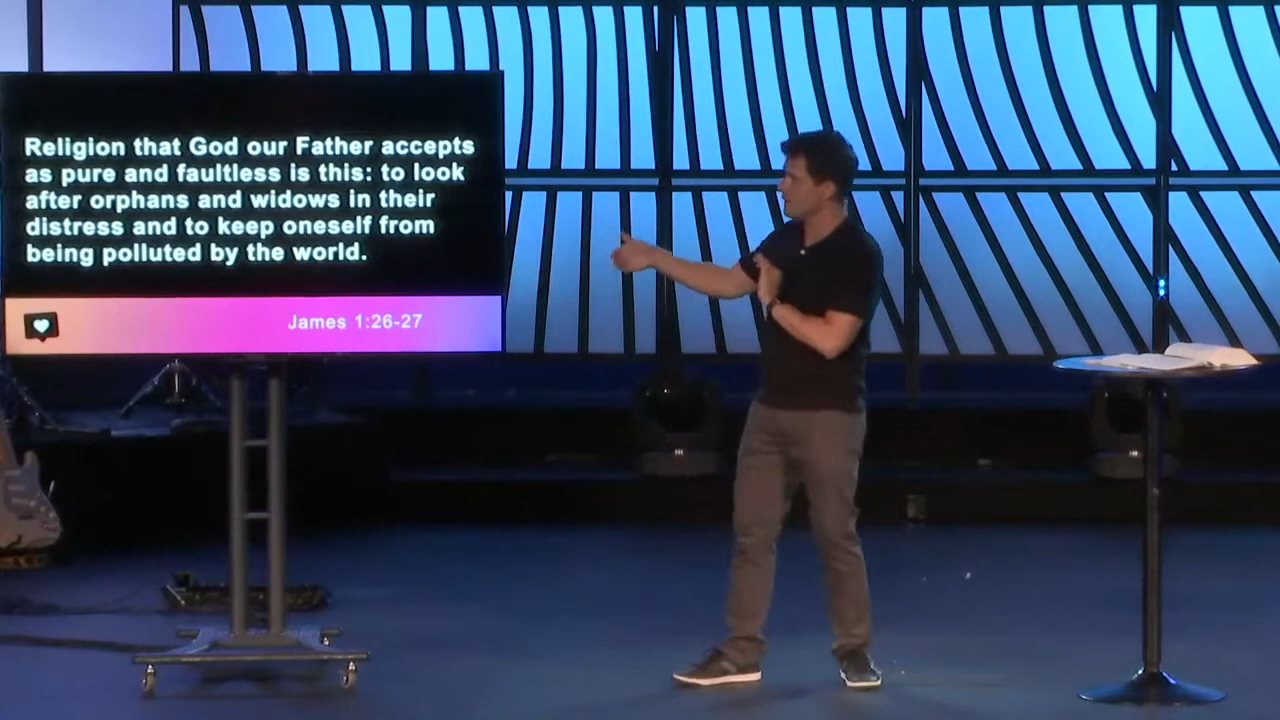 Religion that God our Father accepts
as pure and faultless is this: to look
after orphans and widows in their
distress and to keep oneself from
being polluted by the world.
James 1:26-27